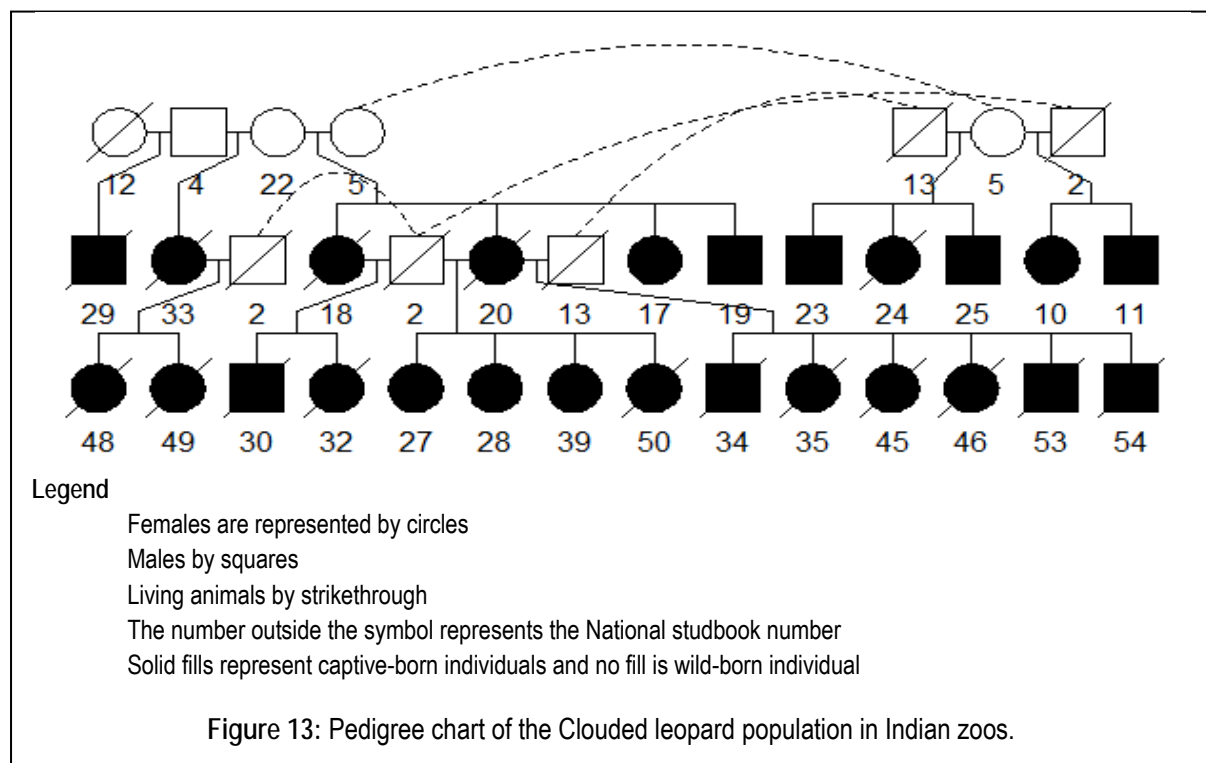 12 4 22 5 13 5 2
29 33 2 18 2 20 13 17 19 23 24 25 10 11
48 49 30 32 27 28 39 50 34 35 45 46 53 54
Legend
Females are represented by circles
Males by squares
Living animals by strikethrough
The number outside the symbol represents the National studbook number
Solid fills represent captive-born individuals and no fill is wild-born individual
Figure 13: Pedigree chart of the Clouded leopard population in Indian zoos.